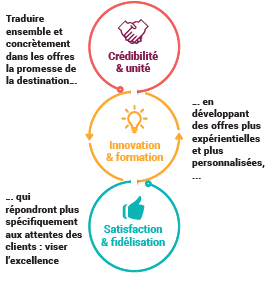 Traduire
ensemble et
concrètement
dans les offres
la promesse de
la destination...
Crédibilité
& unité
... en
développant
des offres plus
expérientielles
et plus
personnalisées,
...
Innovation
& formation
... qui
répondront plus
spécifiquement
aux attentes des
clients : viser
l'excellence
Satisfaction
& fidélisation